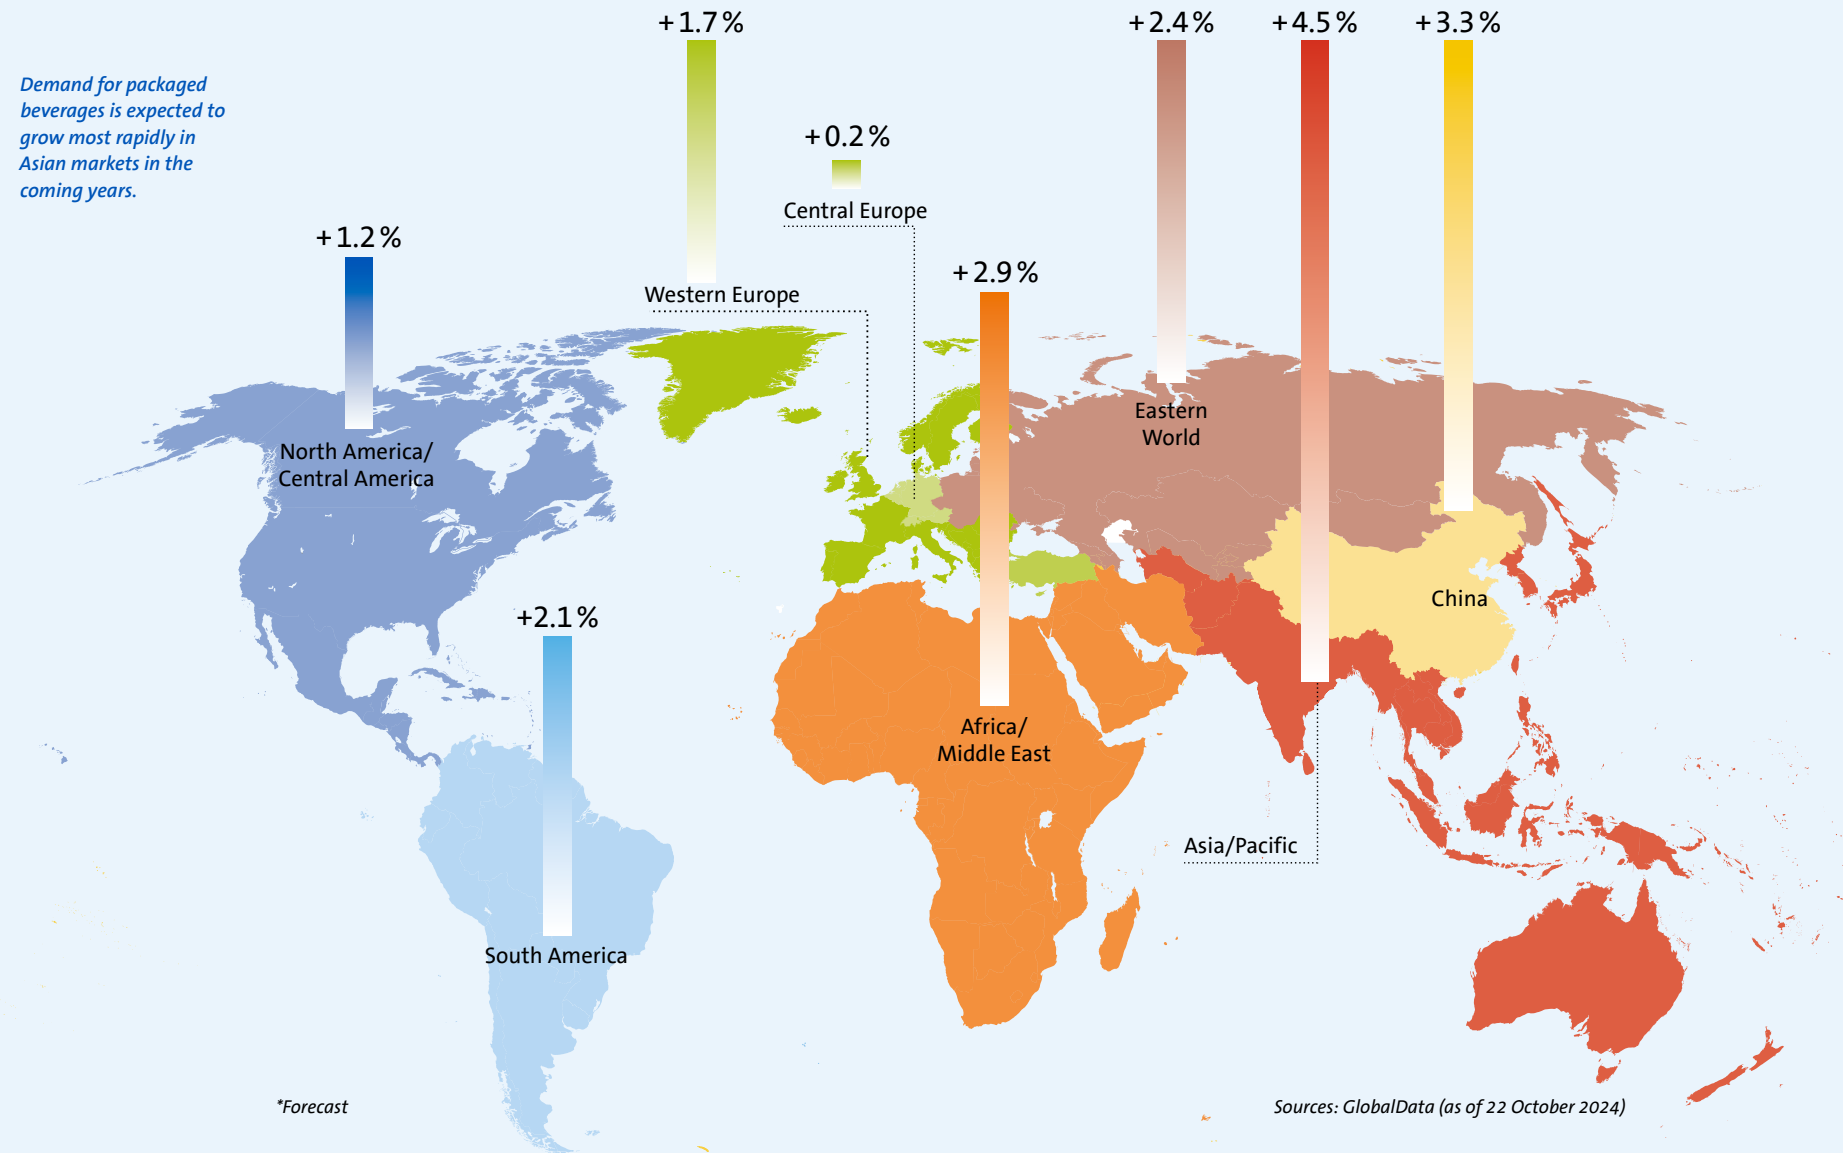 +1.7 %
+2.4 %
+4.5 %
+3.3 %
Demand for packaged
beverages is expected to
grow most rapidly in
Asian markets in the
coming years.
+0.2 %
Central Europe
+1.2 %
+2.9 %
Western Europe
Eastern
World
North America/
Central America
China
+2.1 %
Africa/
Middle East
Asia/Pacific
South America
*Forecast
Sources: GlobalData (as of 22 October 2024)